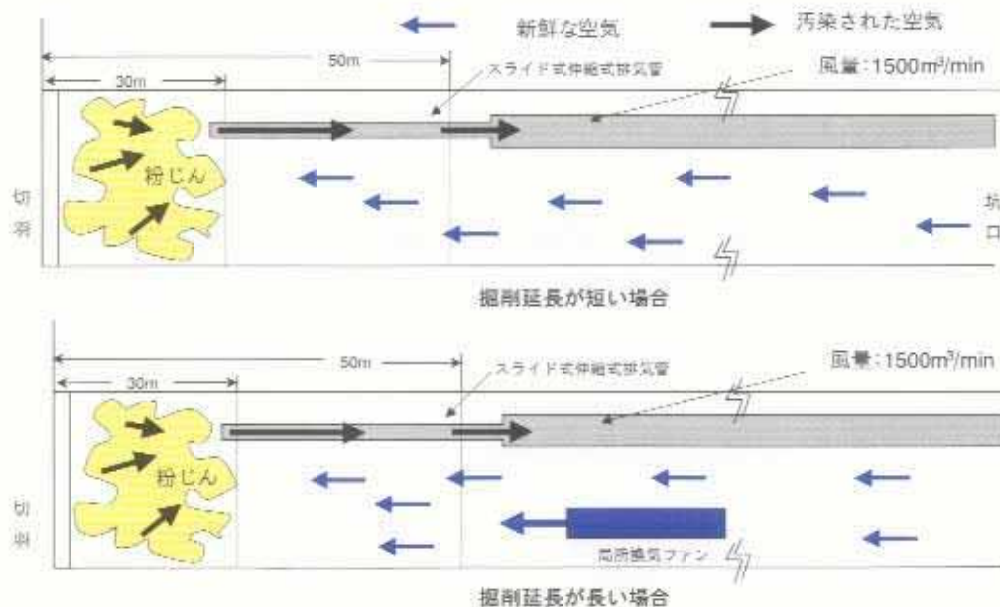 新鮮な空気
汚染された空気
50m
スライド式伸縮式排気管
風量:1500m³/min
30m
粉じん
切羽
坑口
掘削延長が短い場合
50m
スライド式伸縮式排気管
風量:1500m³/min
30m
粉じん
切羽
局所換気ファン
掘削延長が長い場合